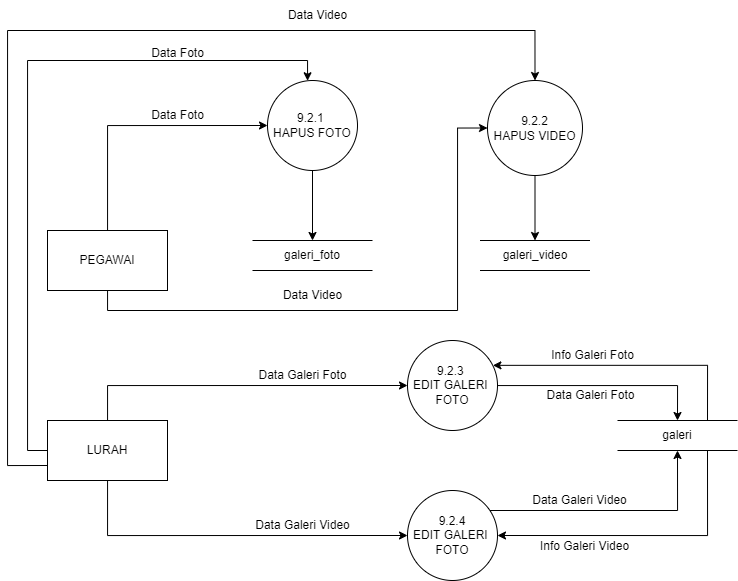 Data Video
Data Foto
Data Foto
9.2.1
HAPUS FOTO
9.2.2
HAPUS VIDEO
PEGAWAI
galeri_foto
galeri_video
Data Video
Info Galeri Foto
Data Galeri Foto
9.2.3
EDIT GALERI
FOTO
Data Galeri Foto
LURAH
galeri
Data Galeri Video
Data Galeri Video
9.2.4
EDIT GALERI
FOTO
Info Galeri Video